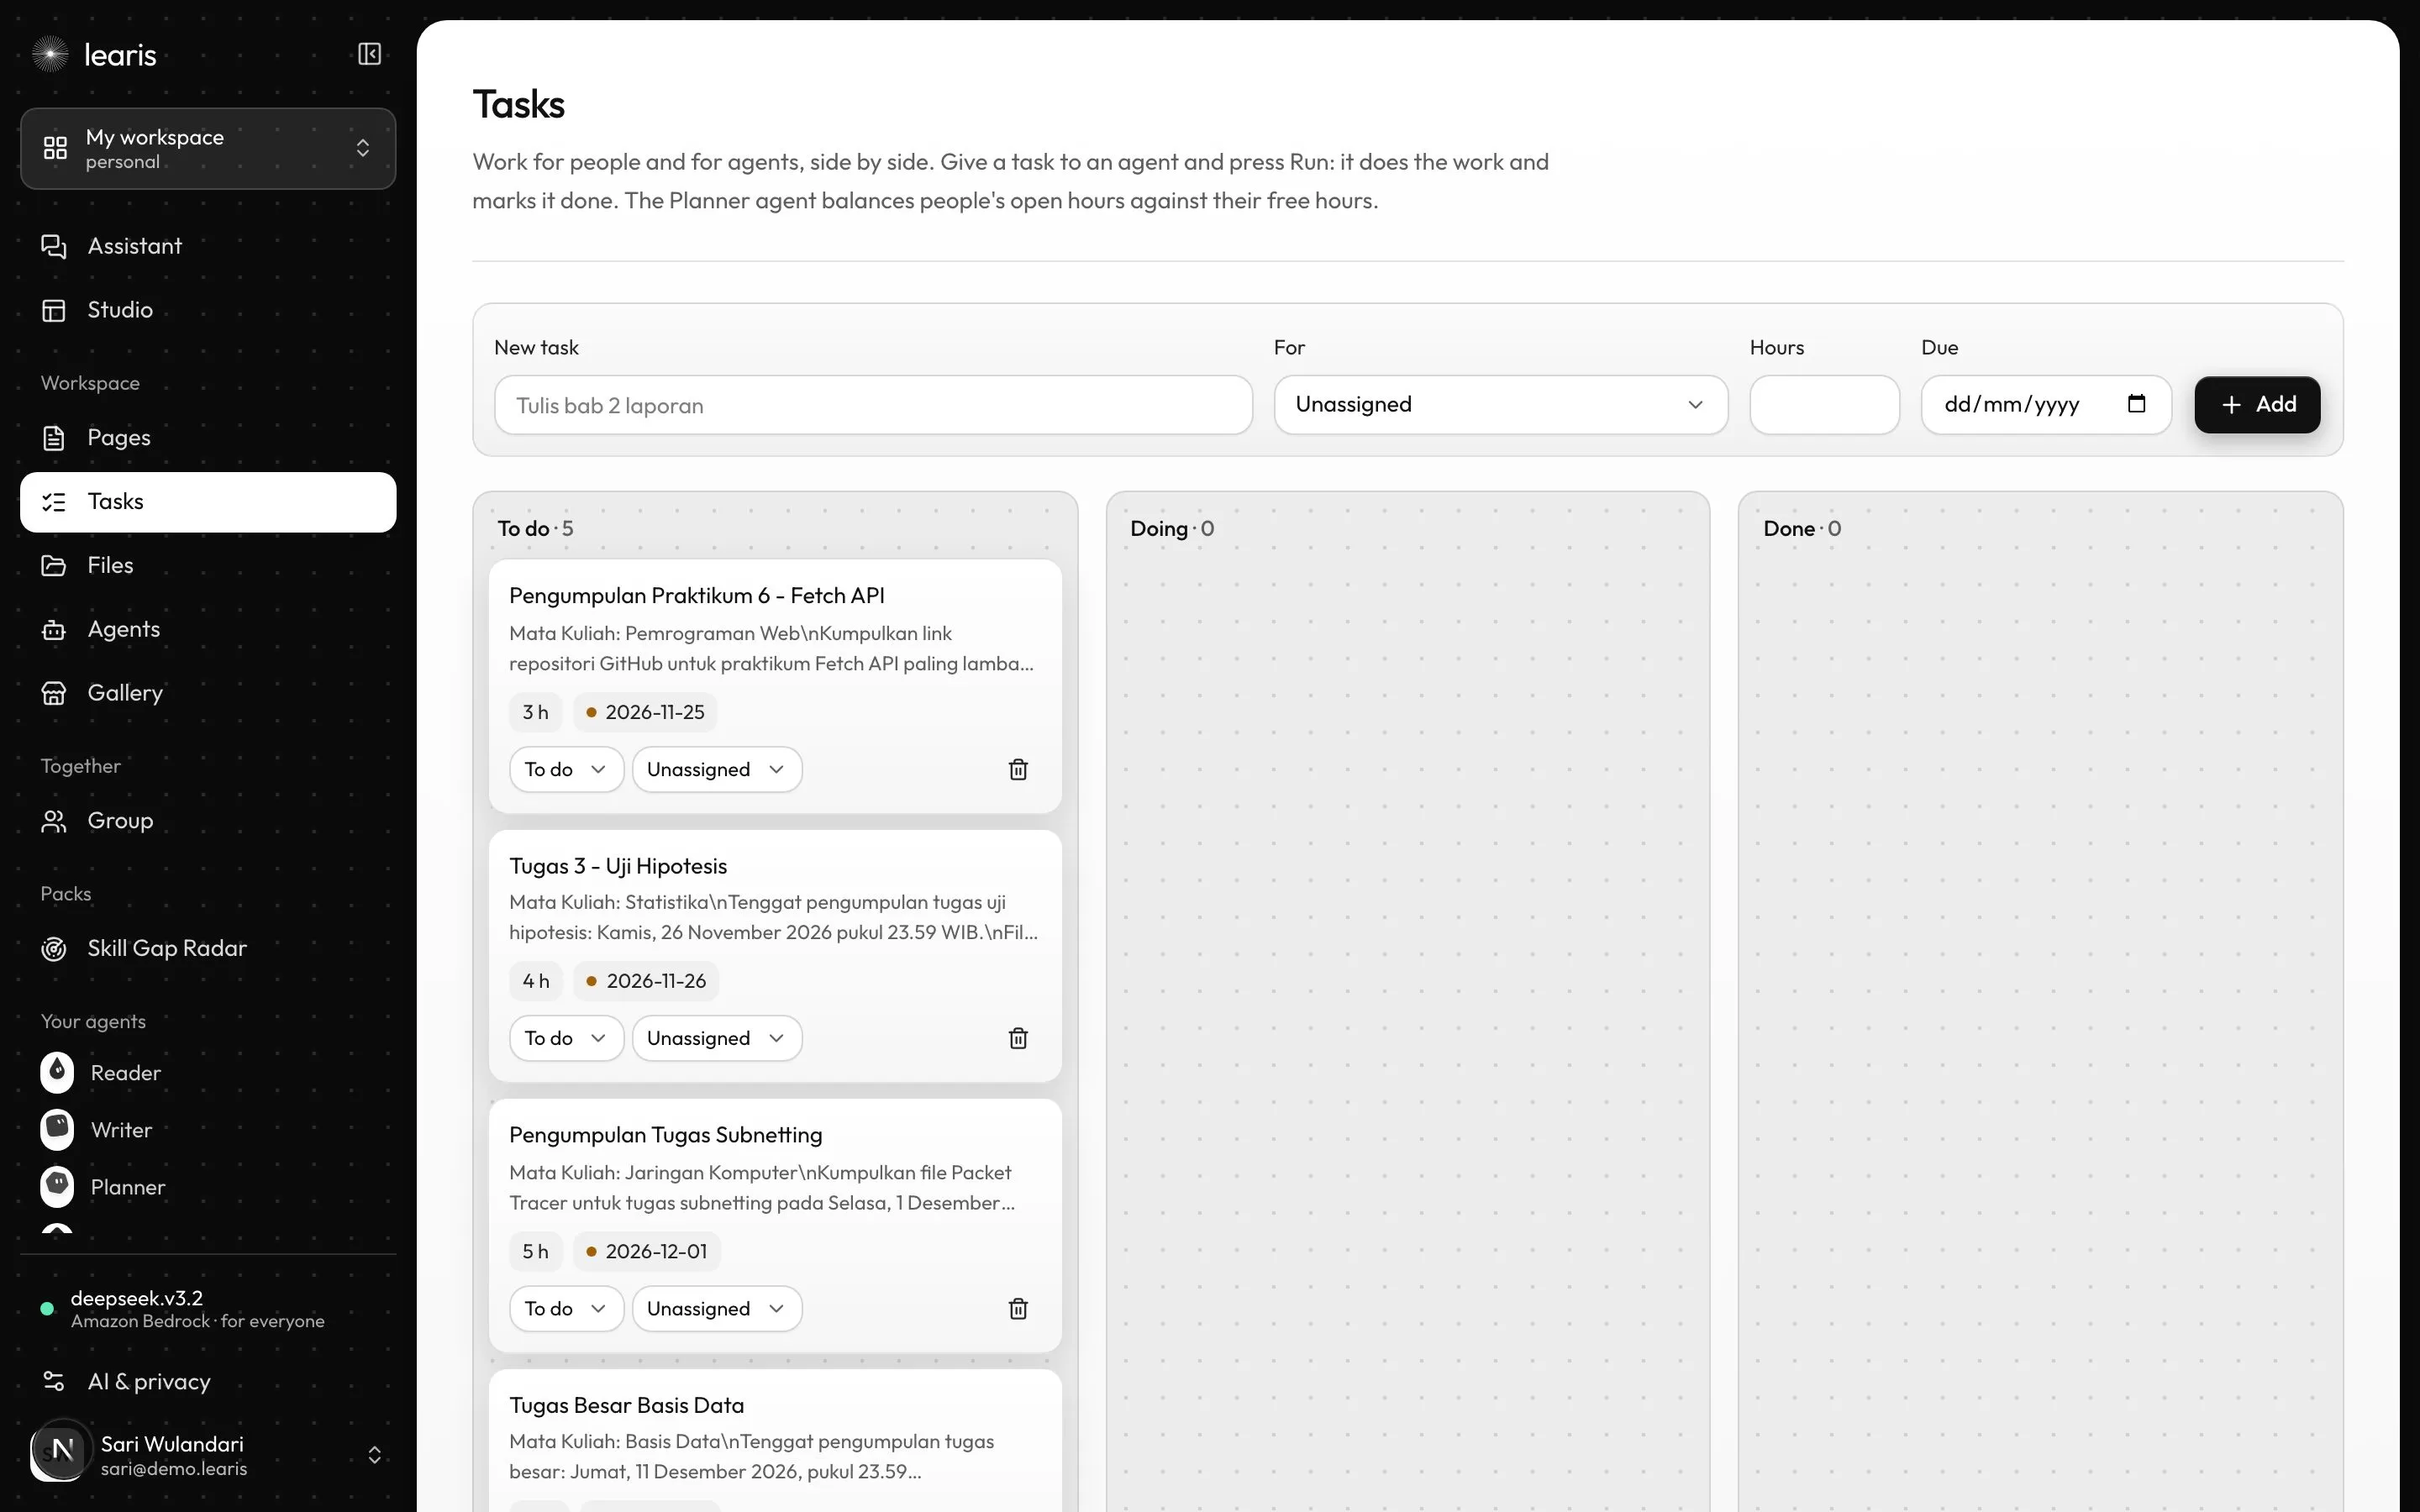 learis
My workspace
personal
Assistant
Studio
Workspace
Pages
Tasks
Files
Agents
Gallery
Together
Group
Packs
Skill Gap Radar
Your agents
Reader
Writer
Planner
deepseek.v3.2
Amazon Bedrock · for everyone
AI & privacy
N
Sari Wulandari
sari@demo.learis
Tasks
Work for people and for agents, side by side. Give a task to an agent and press Run: it does the work and
marks it done. The Planner agent balances people's open hours against their free hours.
New task
For
Hours
Due
Tulis bab 2 laporan
Unassigned
dd/mm/yyyy
+ Add
To do · 5
Pengumpulan Praktikum 6 - Fetch API
Mata Kuliah: Pemrograman Web\nKumpulkan link
repositori GitHub untuk praktikum Fetch API paling lamba...
3 h
2026-11-25
To do
Unassigned
Tugas 3 - Uji Hipotesis
Mata Kuliah: Statistika\nTenggat pengumpulan tugas uji
hipotesis: Kamis, 26 November 2026 pukul 23.59 WIB.\nFil...
4 h
2026-11-26
To do
Unassigned
Pengumpulan Tugas Subnetting
Mata Kuliah: Jaringan Komputer\nKumpulkan file Packet
Tracer untuk tugas subnetting pada Selasa, 1 Desember...
5 h
2026-12-01
To do
Unassigned
Tugas Besar Basis Data
Mata Kuliah: Basis Data\nTenggat pengumpulan tugas
besar: Jumat, 11 Desember 2026, pukul 23.59...
Doing · 0
Done · 0